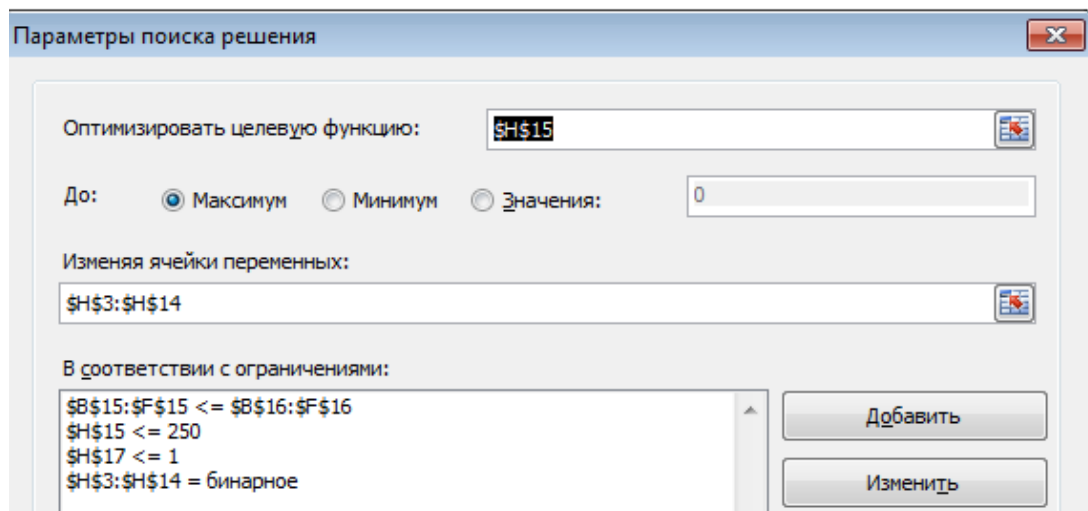 Параметры поиска решения
Оптимизировать целевую функцию: $H$15
До: Максимум Минимум Значения: 0
Изменяя ячейки переменных:
$H$3:$H$14
В соответствии с ограничениями:
$B$15:$F$15 <= $B$16:$F$16
$H$15 <= 250
$H$17 <= 1
$H$3:$H$14 = бинарное
Добавить
Изменить